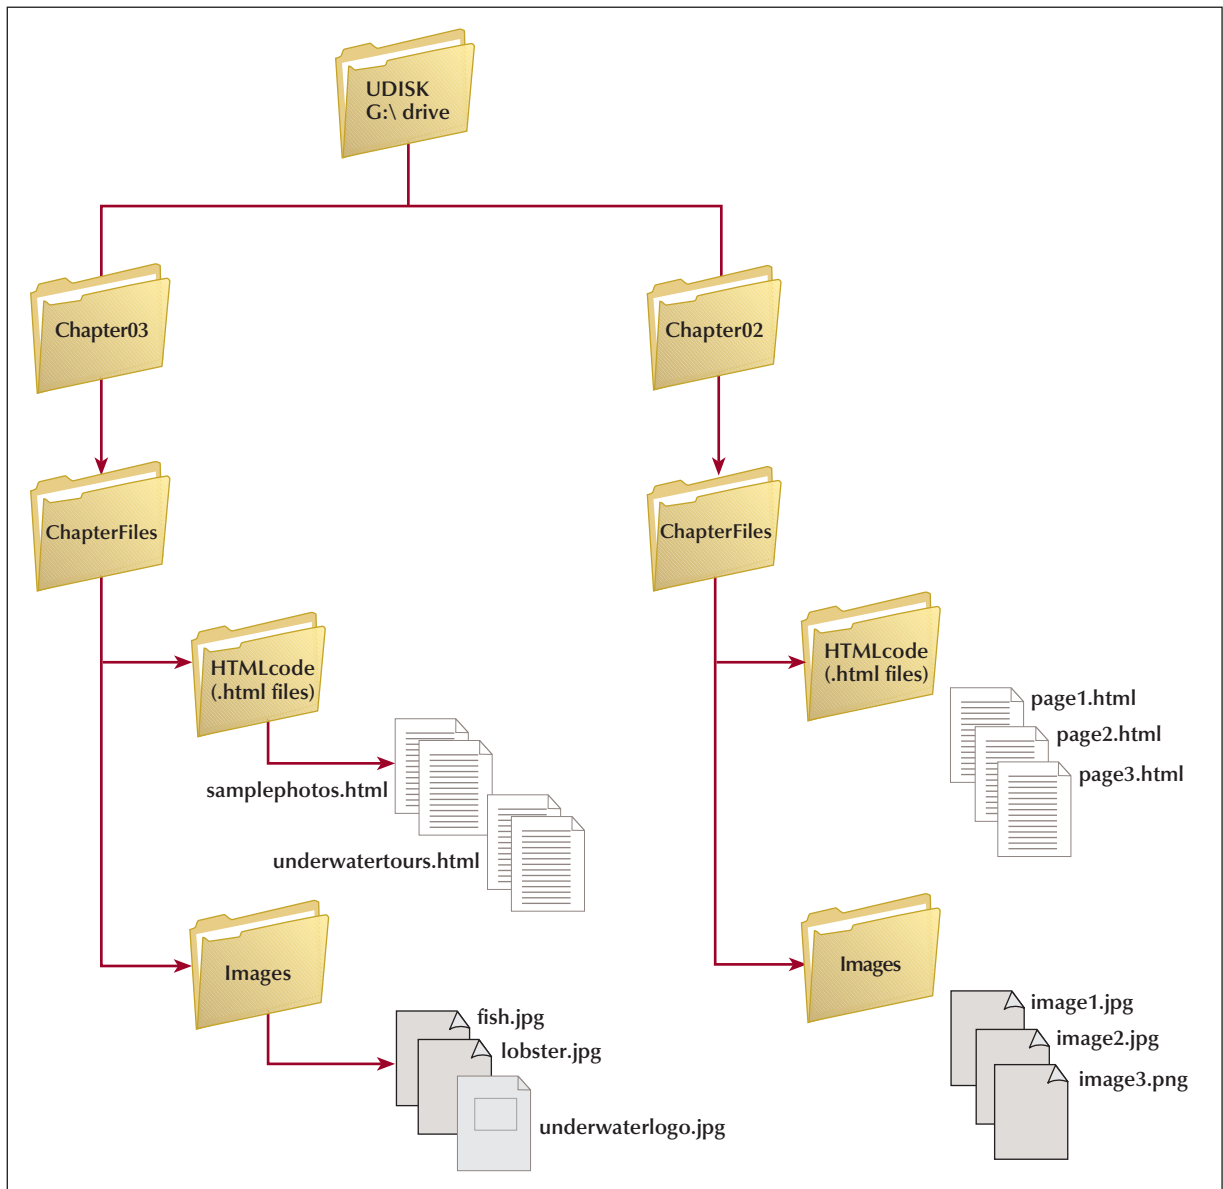 UDISK
G:\ drive
Chapter03
Chapter02
ChapterFiles
ChapterFiles
HTMLcode
(.html files)
HTMLcode
(.html files)
page1.html
page2.html
page3.html
samplephotos.html
underwatertours.html
Images
Images
fish.jpg
lobster.jpg
underwaterlogo.jpg
image1.jpg
image2.jpg
image3.png